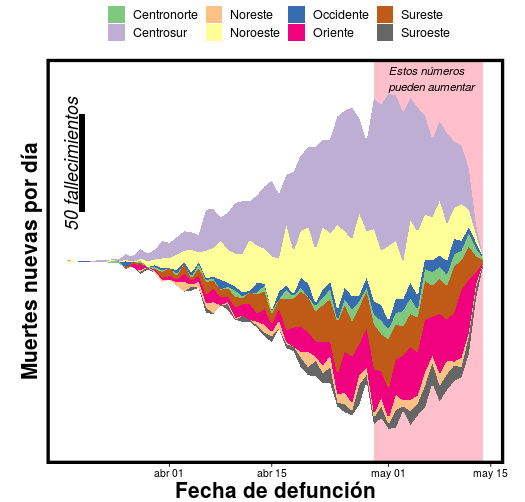 Centronorte Noreste Occidente Sureste
Centrosur Noroeste Oriente Suroeste
Estos números
pueden aumentar
50 fallecimientos
Muertes nuevas por día
abr 01 abr 15 may 01 may 15
Fecha de defunción